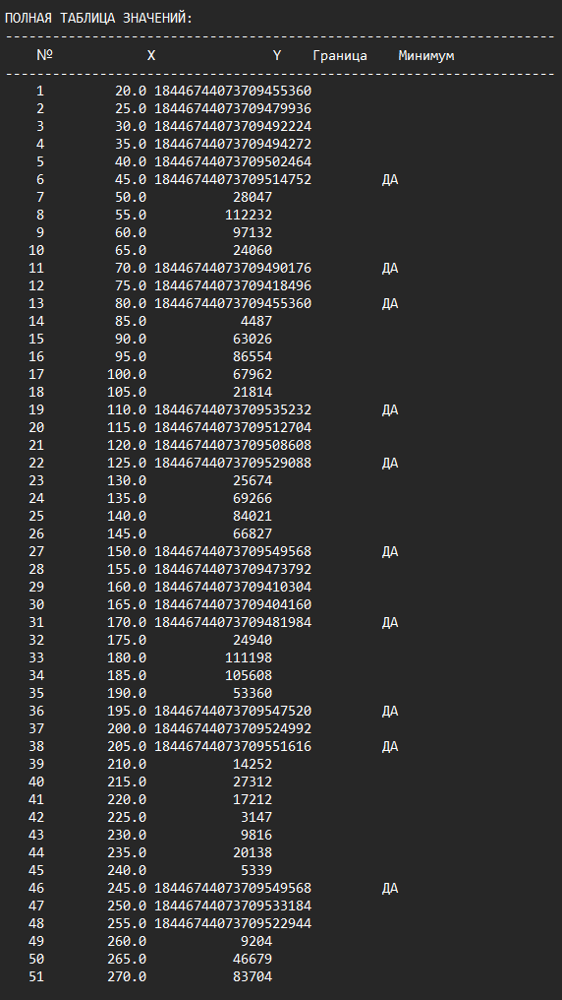 ПОЛНАЯ ТАБЛИЦА ЗНАЧЕНИЙ:
----------------------------------------------------------------------
№ X Y Граница Минимум
----------------------------------------------------------------------
1 20.0 18446744073709455360
2 25.0 18446744073709479936
3 30.0 18446744073709492224
4 35.0 18446744073709494272
5 40.0 18446744073709502464
6 45.0 18446744073709514752 ДА
7 50.0 28047
8 55.0 112232
9 60.0 97132
10 65.0 24060
11 70.0 18446744073709490176 ДА
12 75.0 18446744073709418496
13 80.0 18446744073709455360 ДА
14 85.0 4487
15 90.0 63026
16 95.0 86554
17 100.0 67962
18 105.0 21814
19 110.0 18446744073709535232 ДА
20 115.0 18446744073709512704
21 120.0 18446744073709508608
22 125.0 18446744073709529088 ДА
23 130.0 25674
24 135.0 69266
25 140.0 84021
26 145.0 66827
27 150.0 18446744073709549568 ДА
28 155.0 18446744073709473792
29 160.0 18446744073709410304
30 165.0 18446744073709404160
31 170.0 18446744073709481984 ДА
32 175.0 24940
33 180.0 111198
34 185.0 105608
35 190.0 53360
36 195.0 18446744073709547520 ДА
37 200.0 18446744073709524992
38 205.0 18446744073709551616 ДА
39 210.0 14252
40 215.0 27312
41 220.0 17212
42 225.0 3147
43 230.0 9816
44 235.0 20138
45 240.0 5339
46 245.0 18446744073709549568 ДА
47 250.0 18446744073709533184
48 255.0 18446744073709522944
49 260.0 9204
50 265.0 46679
51 270.0 83704